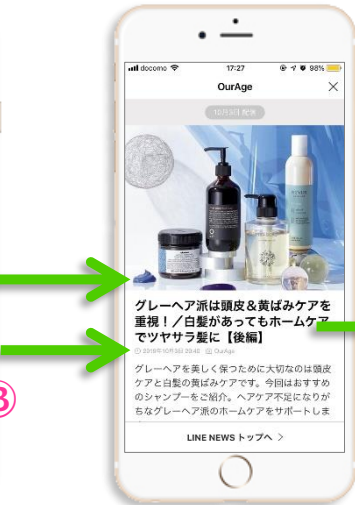 docomo 17:27 98%
OurAge ×
10月3日 配信
グレーヘア派は頭皮＆黄ばみケアを
重視！／白髪があってもホームケア
でツヤサラ髪に【後編】
2019年10月3日 20:42 OurAge
グレーヘアを美しく保つために大切なのは頭皮
ケアと白髪の黄ばみケアです。今回はおすすめ
のシャンプーをご紹介。ヘアケア不足になりが
ちなグレーヘア派のホームケアをサポートしま
LINE NEWS トップへ >
③